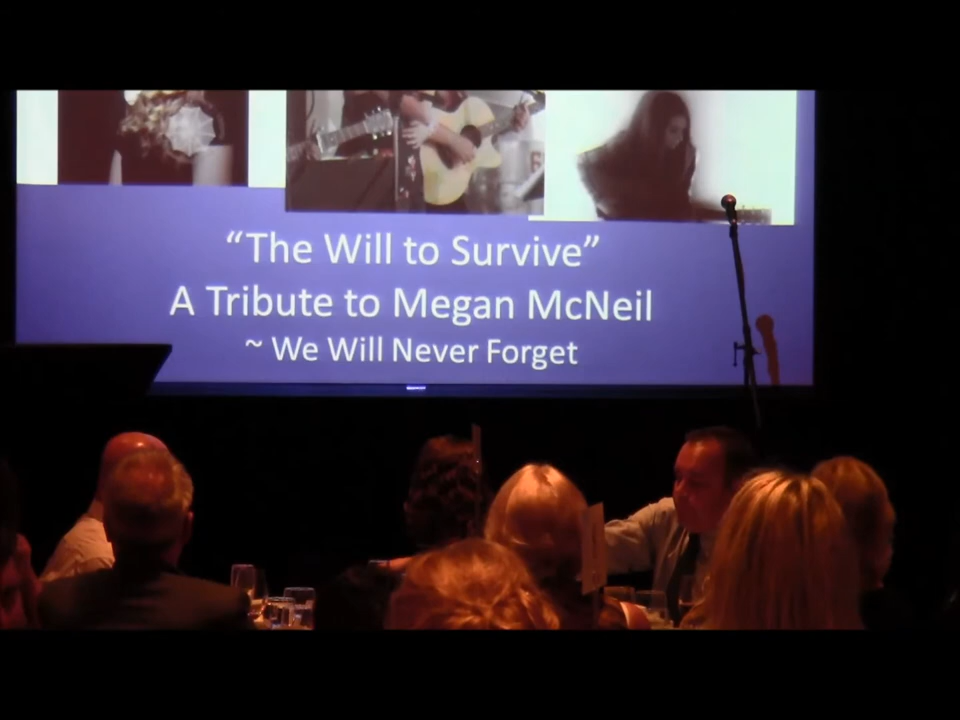 “The Will to Survive”
A Tribute to Megan McNeil
~ We Will Never Forget